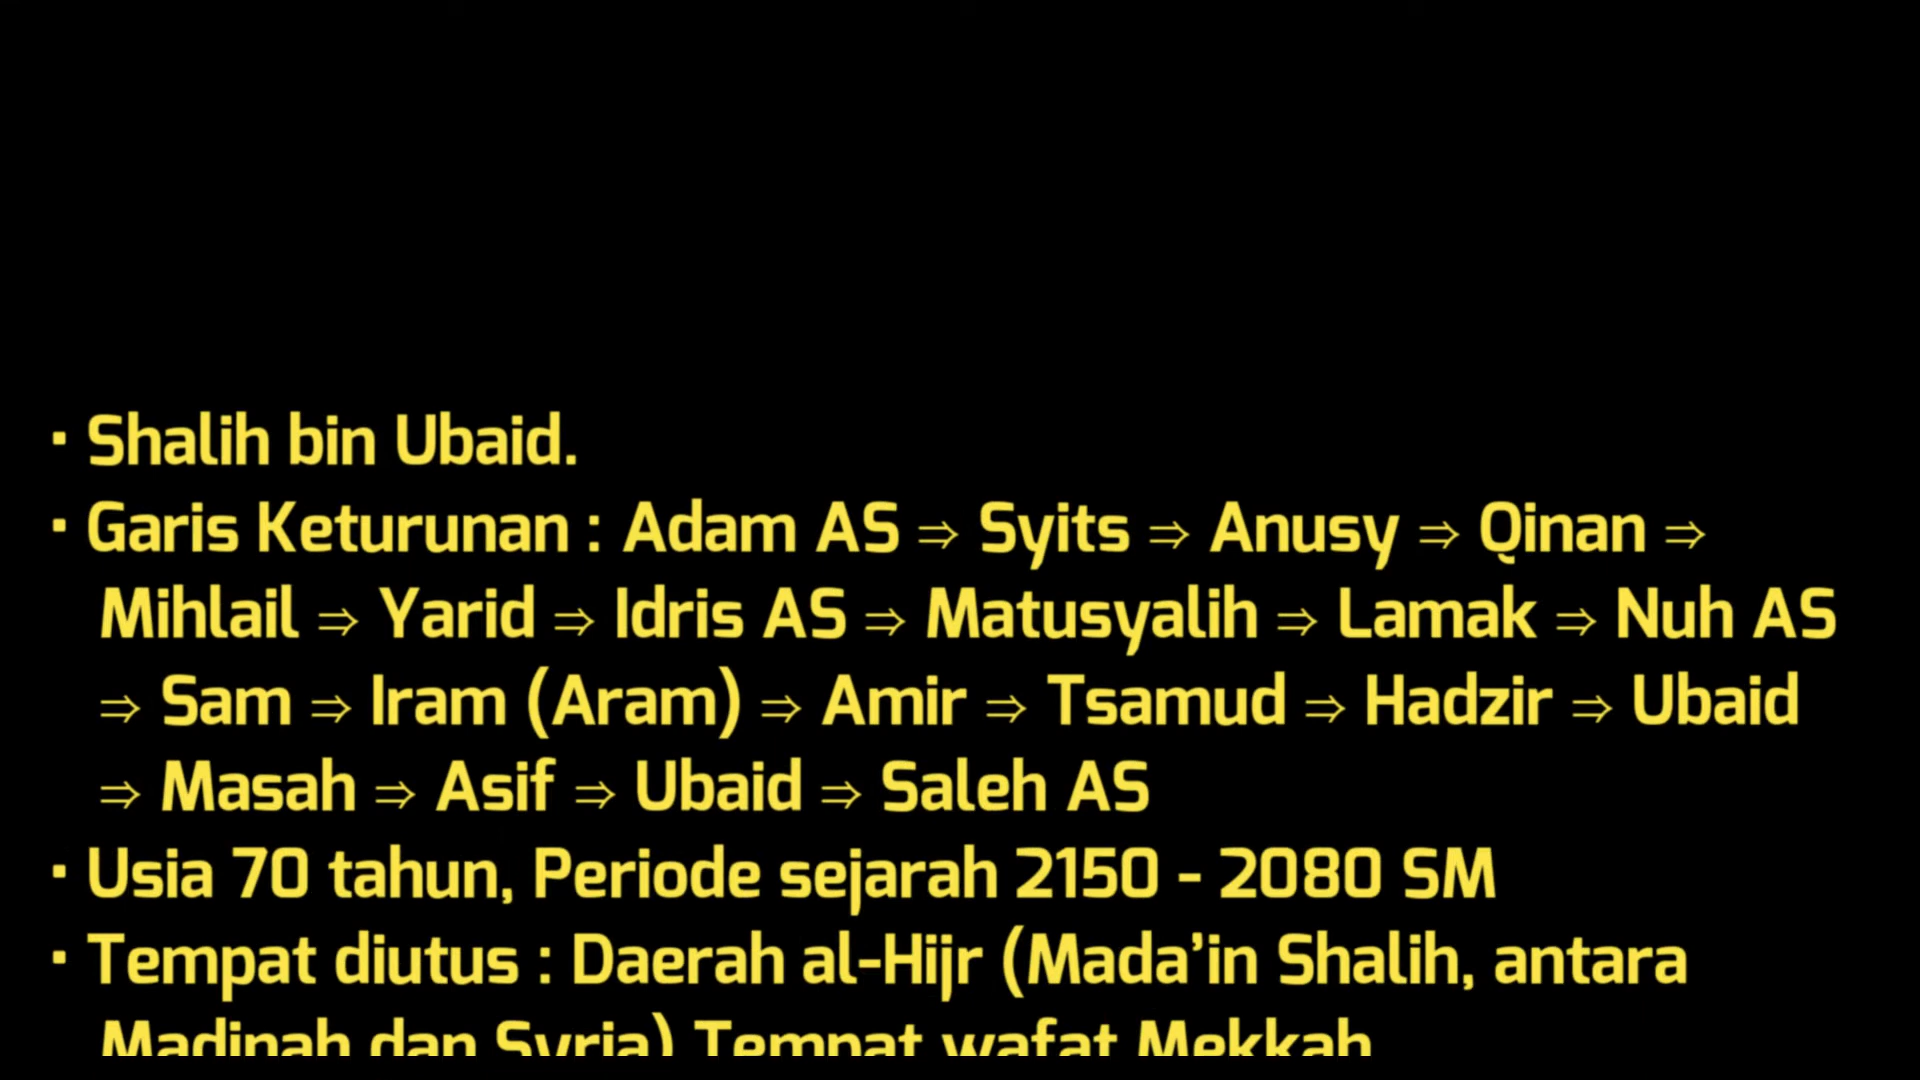 · Shalih bin Ubaid.
· Garis Keturunan : Adam AS ⇒ Syits ⇒ Anusy ⇒ Qinan ⇒
Mihlail ⇒ Yarid ⇒ Idris AS ⇒ Matusyalih ⇒ Lamak ⇒ Nuh AS
⇒ Sam ⇒ Iram (Aram) ⇒ Amir ⇒ Tsamud ⇒ Hadzir ⇒ Ubaid
⇒ Masah ⇒ Asif ⇒ Ubaid ⇒ Saleh AS
· Usia 70 tahun, Periode sejarah 2150 - 2080 SM
· Tempat diutus : Daerah al-Hijr (Mada’in Shalih, antara
Madinah dan Syria) Tempat wafat Mekkah